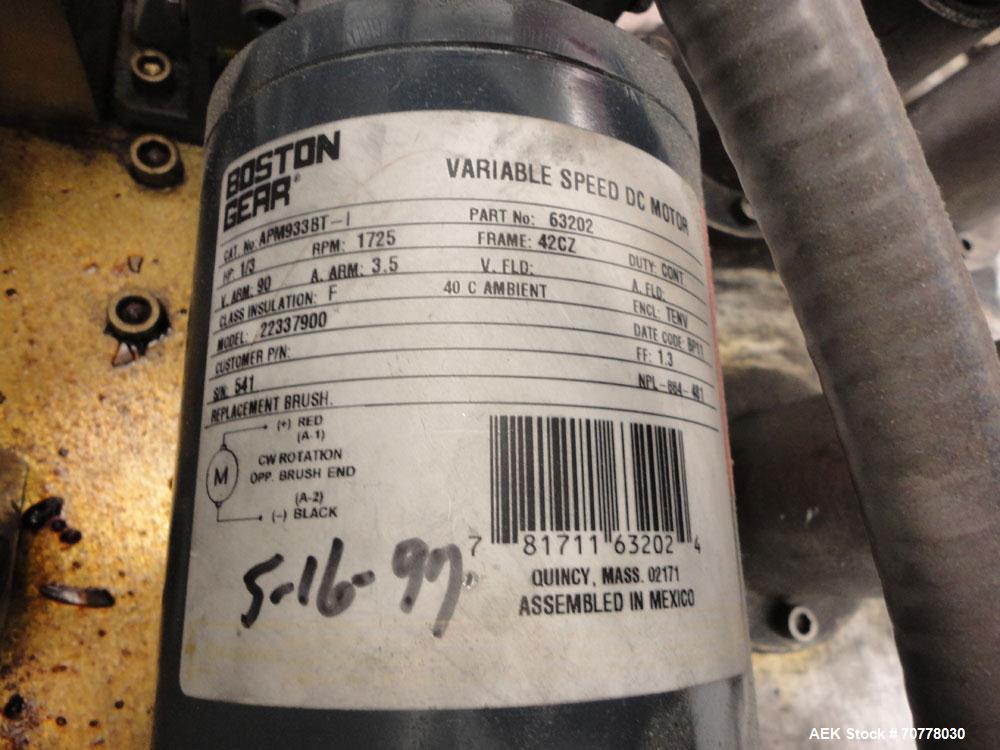 BOSTON
GEAR®
VARIABLE SPEED DC MOTOR
CAT. No: APM933BT-I PART No: 63202
HP: 1/3 RPM: 1725 FRAME: 42CZ DUTY: CONT
V. ARM: 90 A. ARM: 3.5 V. FLD: A. FLD:
CLASS INSULATION: F 40 C AMBIENT ENCL: TENV
MODEL: 22337900 DATE CODE:
CUSTOMER P/N: FF: 1.3
S/N: 541 NPL-884-481
REPLACEMENT BRUSH.
(+) RED
(A-1)
M
CW ROTATION
OPP. BRUSH END
(A-2)
(-) BLACK
5-16-97.
7 81711 63202 4
QUINCY, MASS. 02171
ASSEMBLED IN MEXICO
AEK Stock #70778030